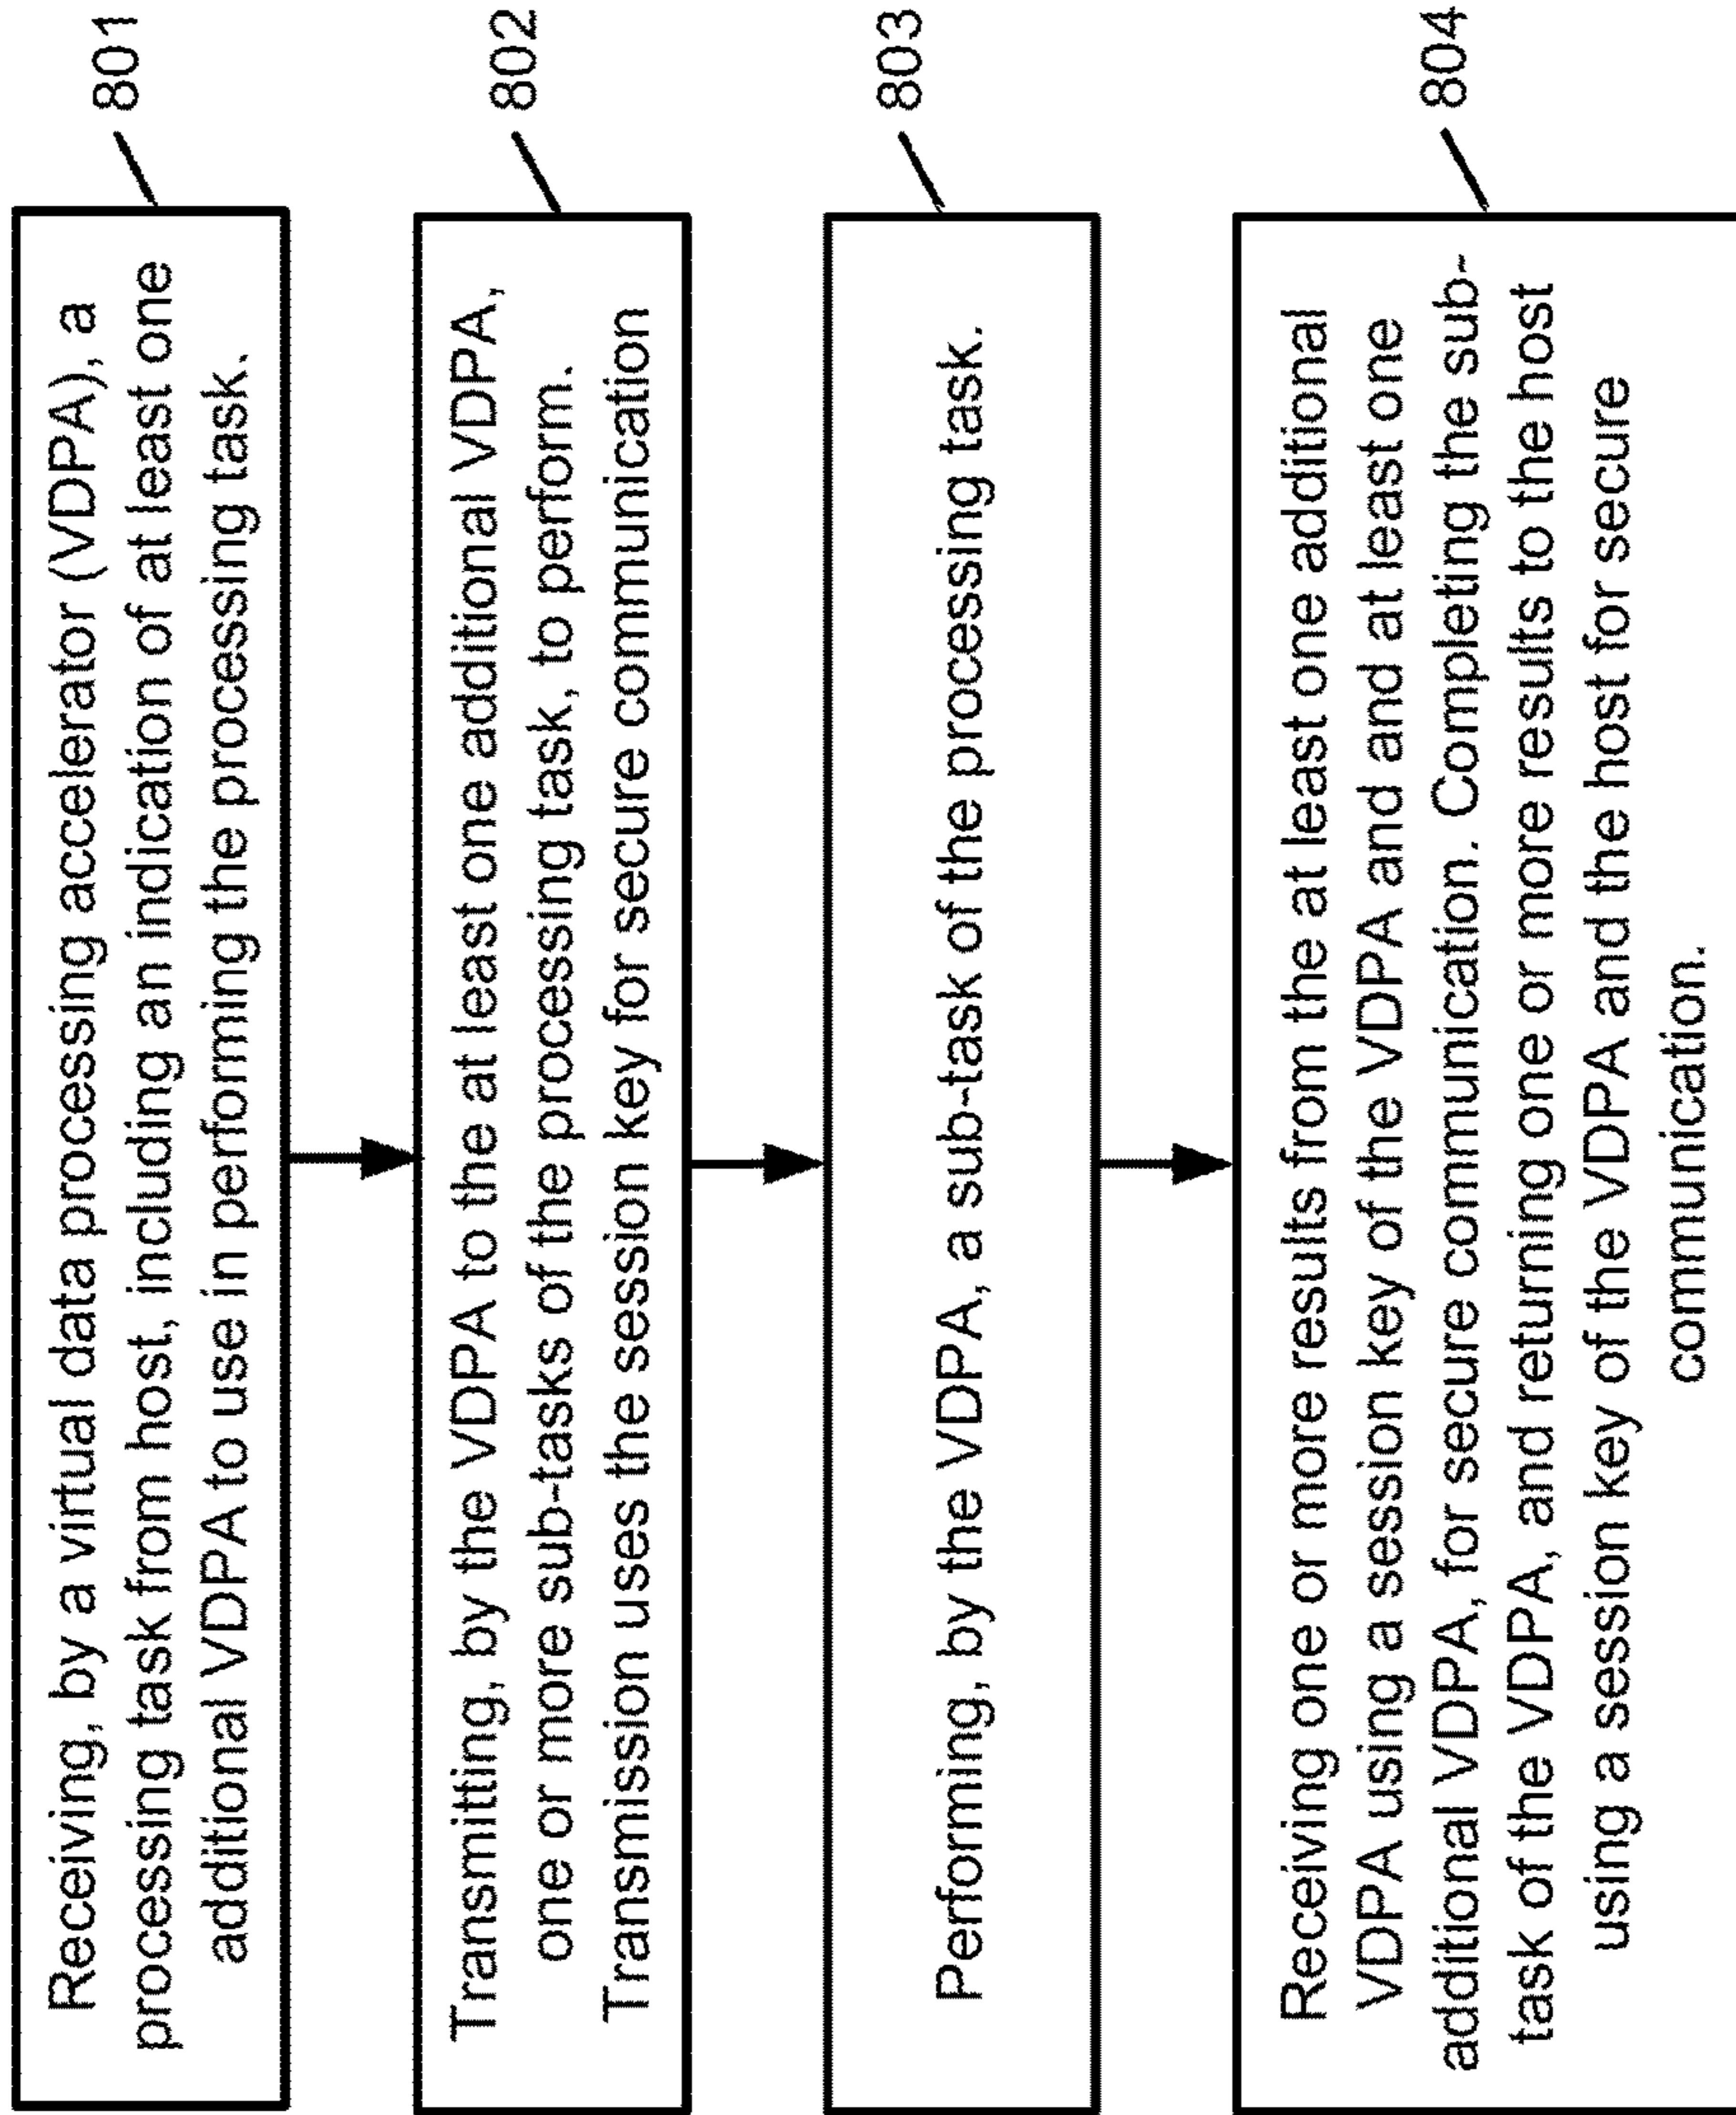 Receiving, by a virtual data processing accelerator (VDPA), a
processing task from host, including an indication of at least one
additional VDPA to use in performing the processing task.
801
Transmitting, by the VDPA to the at least one additional VDPA,
one or more sub-tasks of the processing task, to perform.
Transmission uses the session key for secure communication
802
Performing, by the VDPA, a sub-task of the processing task.
803
Receiving one or more results from the at least one additional
VDPA using a session key of the VDPA and and at least one
additional VDPA, for secure communication. Completing the sub-
task of the VDPA, and returning one or more results to the host
using a session key of the VDPA and the host for secure
communication.
804